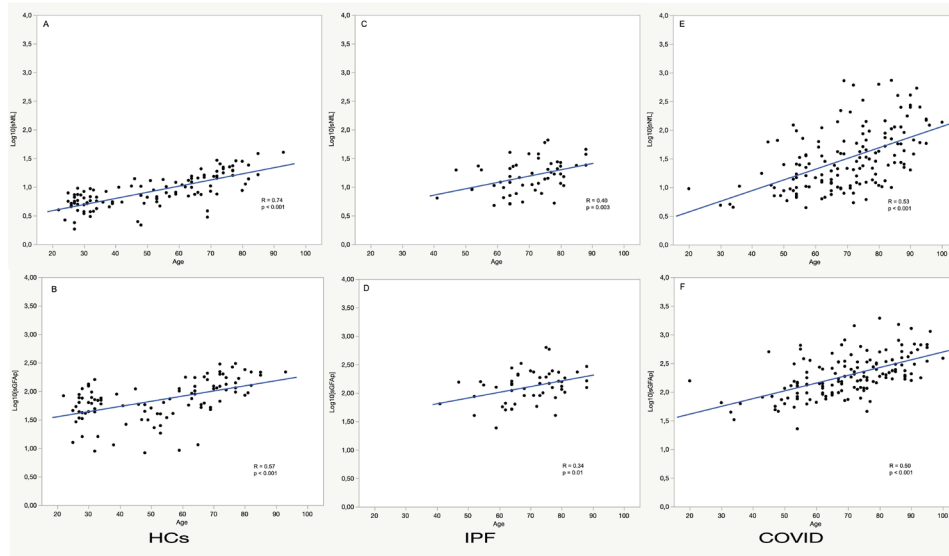 A
4,0
3,5
3,0
2,5
2,0
1,5
1,0
0,5
0,0
Log10[sNfL]
R = 0.74
p < 0.001
20 30 40 50 60 70 80 90 100
Age
C
4,0
3,5
3,0
2,5
2,0
1,5
1,0
0,5
0,0
Log10[sNfL]
R = 0.49
p = 0.003
20 30 40 50 60 70 80 90 100
Age
E
4,0
3,5
3,0
2,5
2,0
1,5
1,0
0,5
0,0
Log10[sNfL]
R = 0.53
p < 0.001
20 30 40 50 60 70 80 90 100
Age
B
4,00
3,50
3,00
2,50
2,00
1,50
1,00
0,50
0,00
Log10[sGFAp]
R = 0.57
p < 0.001
20 30 40 50 60 70 80 90 100
Age
D
4,00
3,50
3,00
2,50
2,00
1,50
1,00
0,50
0,00
Log10[sGFAp]
R = 0.34
p = 0.01
20 30 40 50 60 70 80 90 100
Age
F
4,00
3,50
3,00
2,50
2,00
1,50
1,00
0,50
0,00
Log10[sGFAp]
p < 0.001
20 30 40 50 60 70 80 90 100
Age
HCs
IPF
COVID